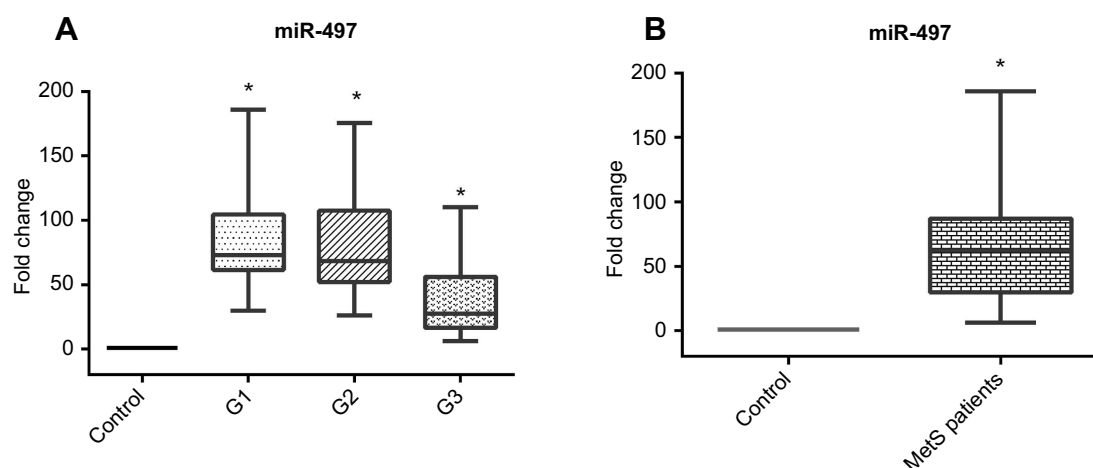 A
miR-497
*
*
*
200
150
100
50
0
Fold change
Control
G1
G2
G3
B
miR-497
*
200
150
100
50
0
Fold change
Control
MetS patients